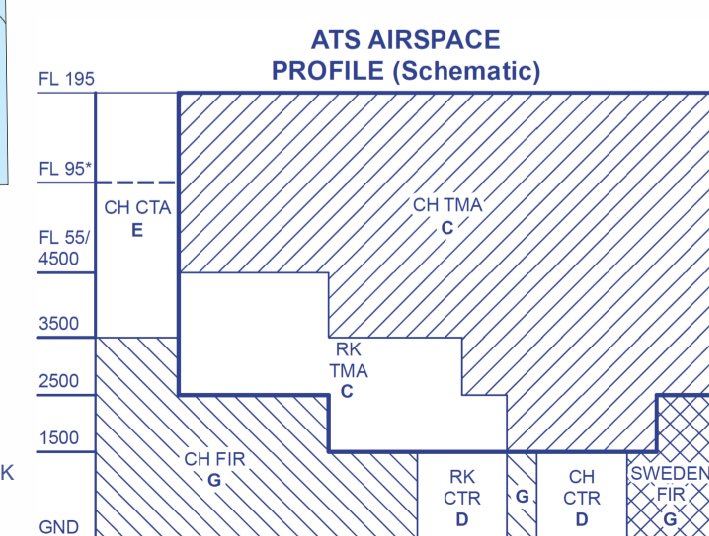 ATS AIRSPACE
PROFILE (Schematic)
FL 195
FL 95*
CH CTA
E
CH TMA
C
FL 55/
4500
3500
RK
TMA
C
2500
1500
CH FIR
G
RK
CTR
D
G
CH
CTR
D
SWEDEN
FIR
G
K
GND